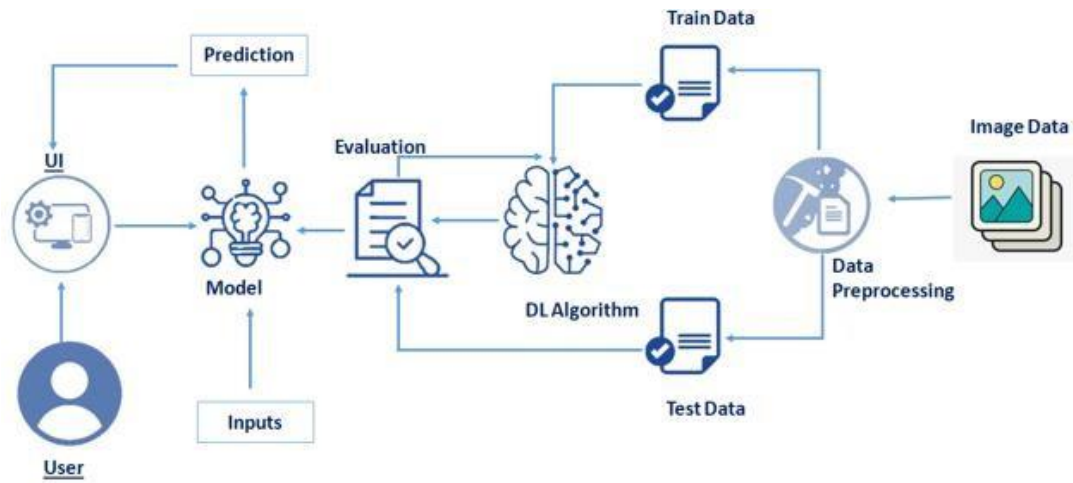 Train Data
Prediction
Image Data
Evaluation
UI
Data
Preprocessing
Model
DL Algorithm
Inputs
Test Data
User